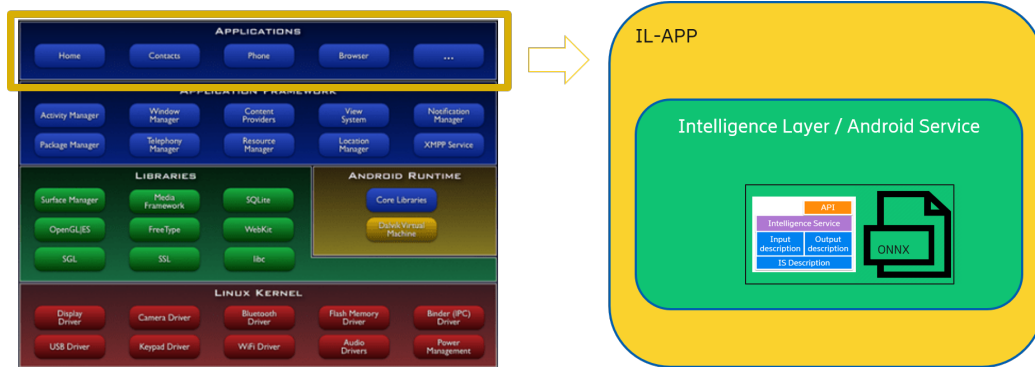 APPLICATIONS
Home
Contacts
Phone
Browser
...
APPLICATION FRAMEWORK
Activity Manager
Window
Manager
Content
Providers
View
System
Notification
Manager
Package Manager
Telephony
Manager
Resource
Manager
Location
Manager
XMPP Service
LIBRARIES
Surface Manager
Media
Framework
SQLite
OpenGL|ES
FreeType
WebKit
SGL
SSL
libc
ANDROID RUNTIME
Core Libraries
Dalvik Virtual
Machine
LINUX KERNEL
Display
Driver
Camera Driver
Bluetooth
Driver
Flash Memory
Driver
Binder (IPC)
Driver
USB Driver
Keypad Driver
WiFi Driver
Audio
Drivers
Power
Management
IL-APP
Intelligence Layer / Android Service
API
Intelligence Service
Input
description
Output
description
IS Description
ONNX